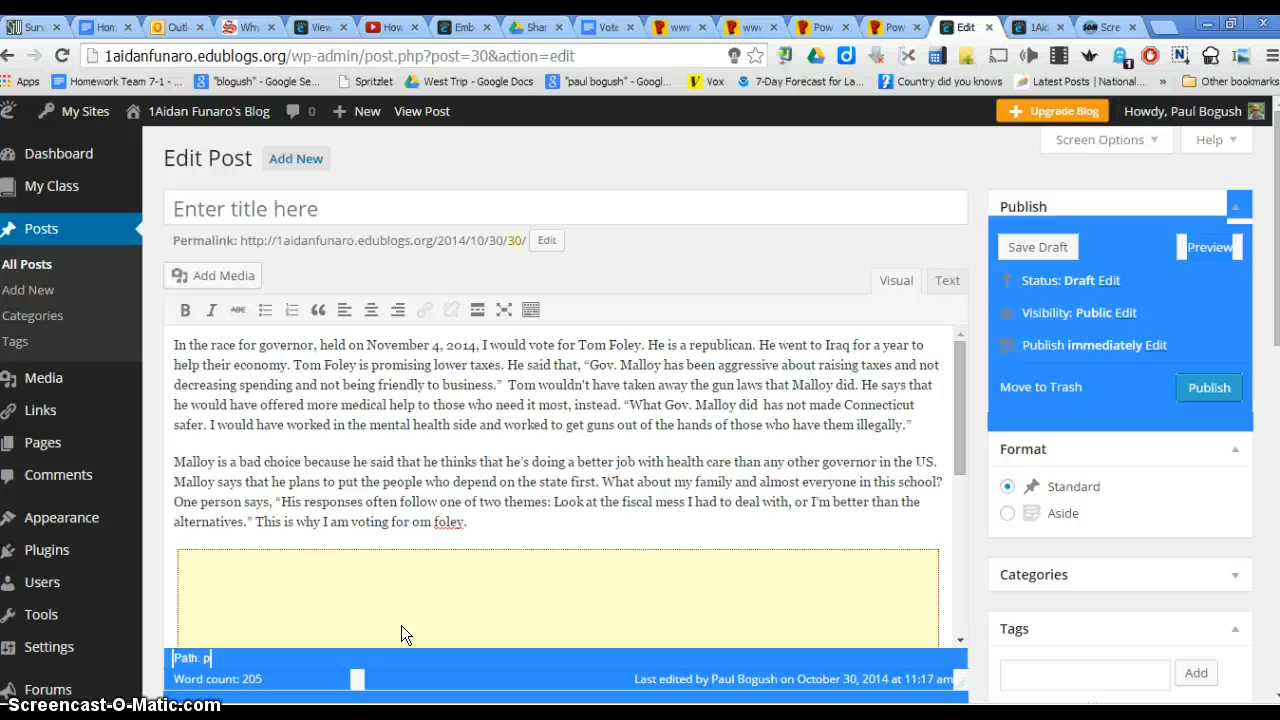 Surv Hom Outl Why View How Emb Shar Vote www www Pow Pow Edit 1Aic Scre
1aidanfunaro.edublogs.org/wp-admin/post.php?post=30&action=edit
Apps Homework Team 7-1 - "blogush" - Google Se Spritzlet West Trip - Google Docs "paul bogush" - Googl Vox 7-Day Forecast for La Country did you knows Latest Posts | National... » Other bookmarks
My Sites 1Aidan Funaro's Blog 0 New View Post Upgrade Blog Howdy, Paul Bogush
Screen Options Help
Dashboard
My Class
Posts
All Posts
Add New
Categories
Tags
Media
Links
Pages
Comments
Appearance
Plugins
Users
Tools
Settings
Forums
Edit Post Add New
Enter title here
Permalink: http://1aidanfunaro.edublogs.org/2014/10/30/30/ Edit
Add Media
Visual Text
B I ABC
In the race for governor, held on November 4, 2014, I would vote for Tom Foley. He is a republican. He went to Iraq for a year to
help their economy. Tom Foley is promising lower taxes. He said that, “Gov. Malloy has been aggressive about raising taxes and not
decreasing spending and not being friendly to business.” Tom wouldn't have taken away the gun laws that Malloy did. He says that
he would have offered more medical help to those who need it most, instead. “What Gov. Malloy did has not made Connecticut
safer. I would have worked in the mental health side and worked to get guns out of the hands of those who have them illegally.”
Malloy is a bad choice because he said that he thinks that he’s doing a better job with health care than any other governor in the US.
Malloy says that he plans to put the people who depend on the state first. What about my family and almost everyone in this school?
One person says, “His responses often follow one of two themes: Look at the fiscal mess I had to deal with, or I'm better than the
alternatives.” This is why I am voting for om foley.
Path: p
Word count: 205 Last edited by Paul Bogush on October 30, 2014 at 11:17 am
Publish
Save Draft Preview
Status: Draft Edit
Visibility: Public Edit
Publish immediately Edit
Move to Trash Publish
Format
Standard
Aside
Categories
Tags
Add
Screencast-O-Matic.com